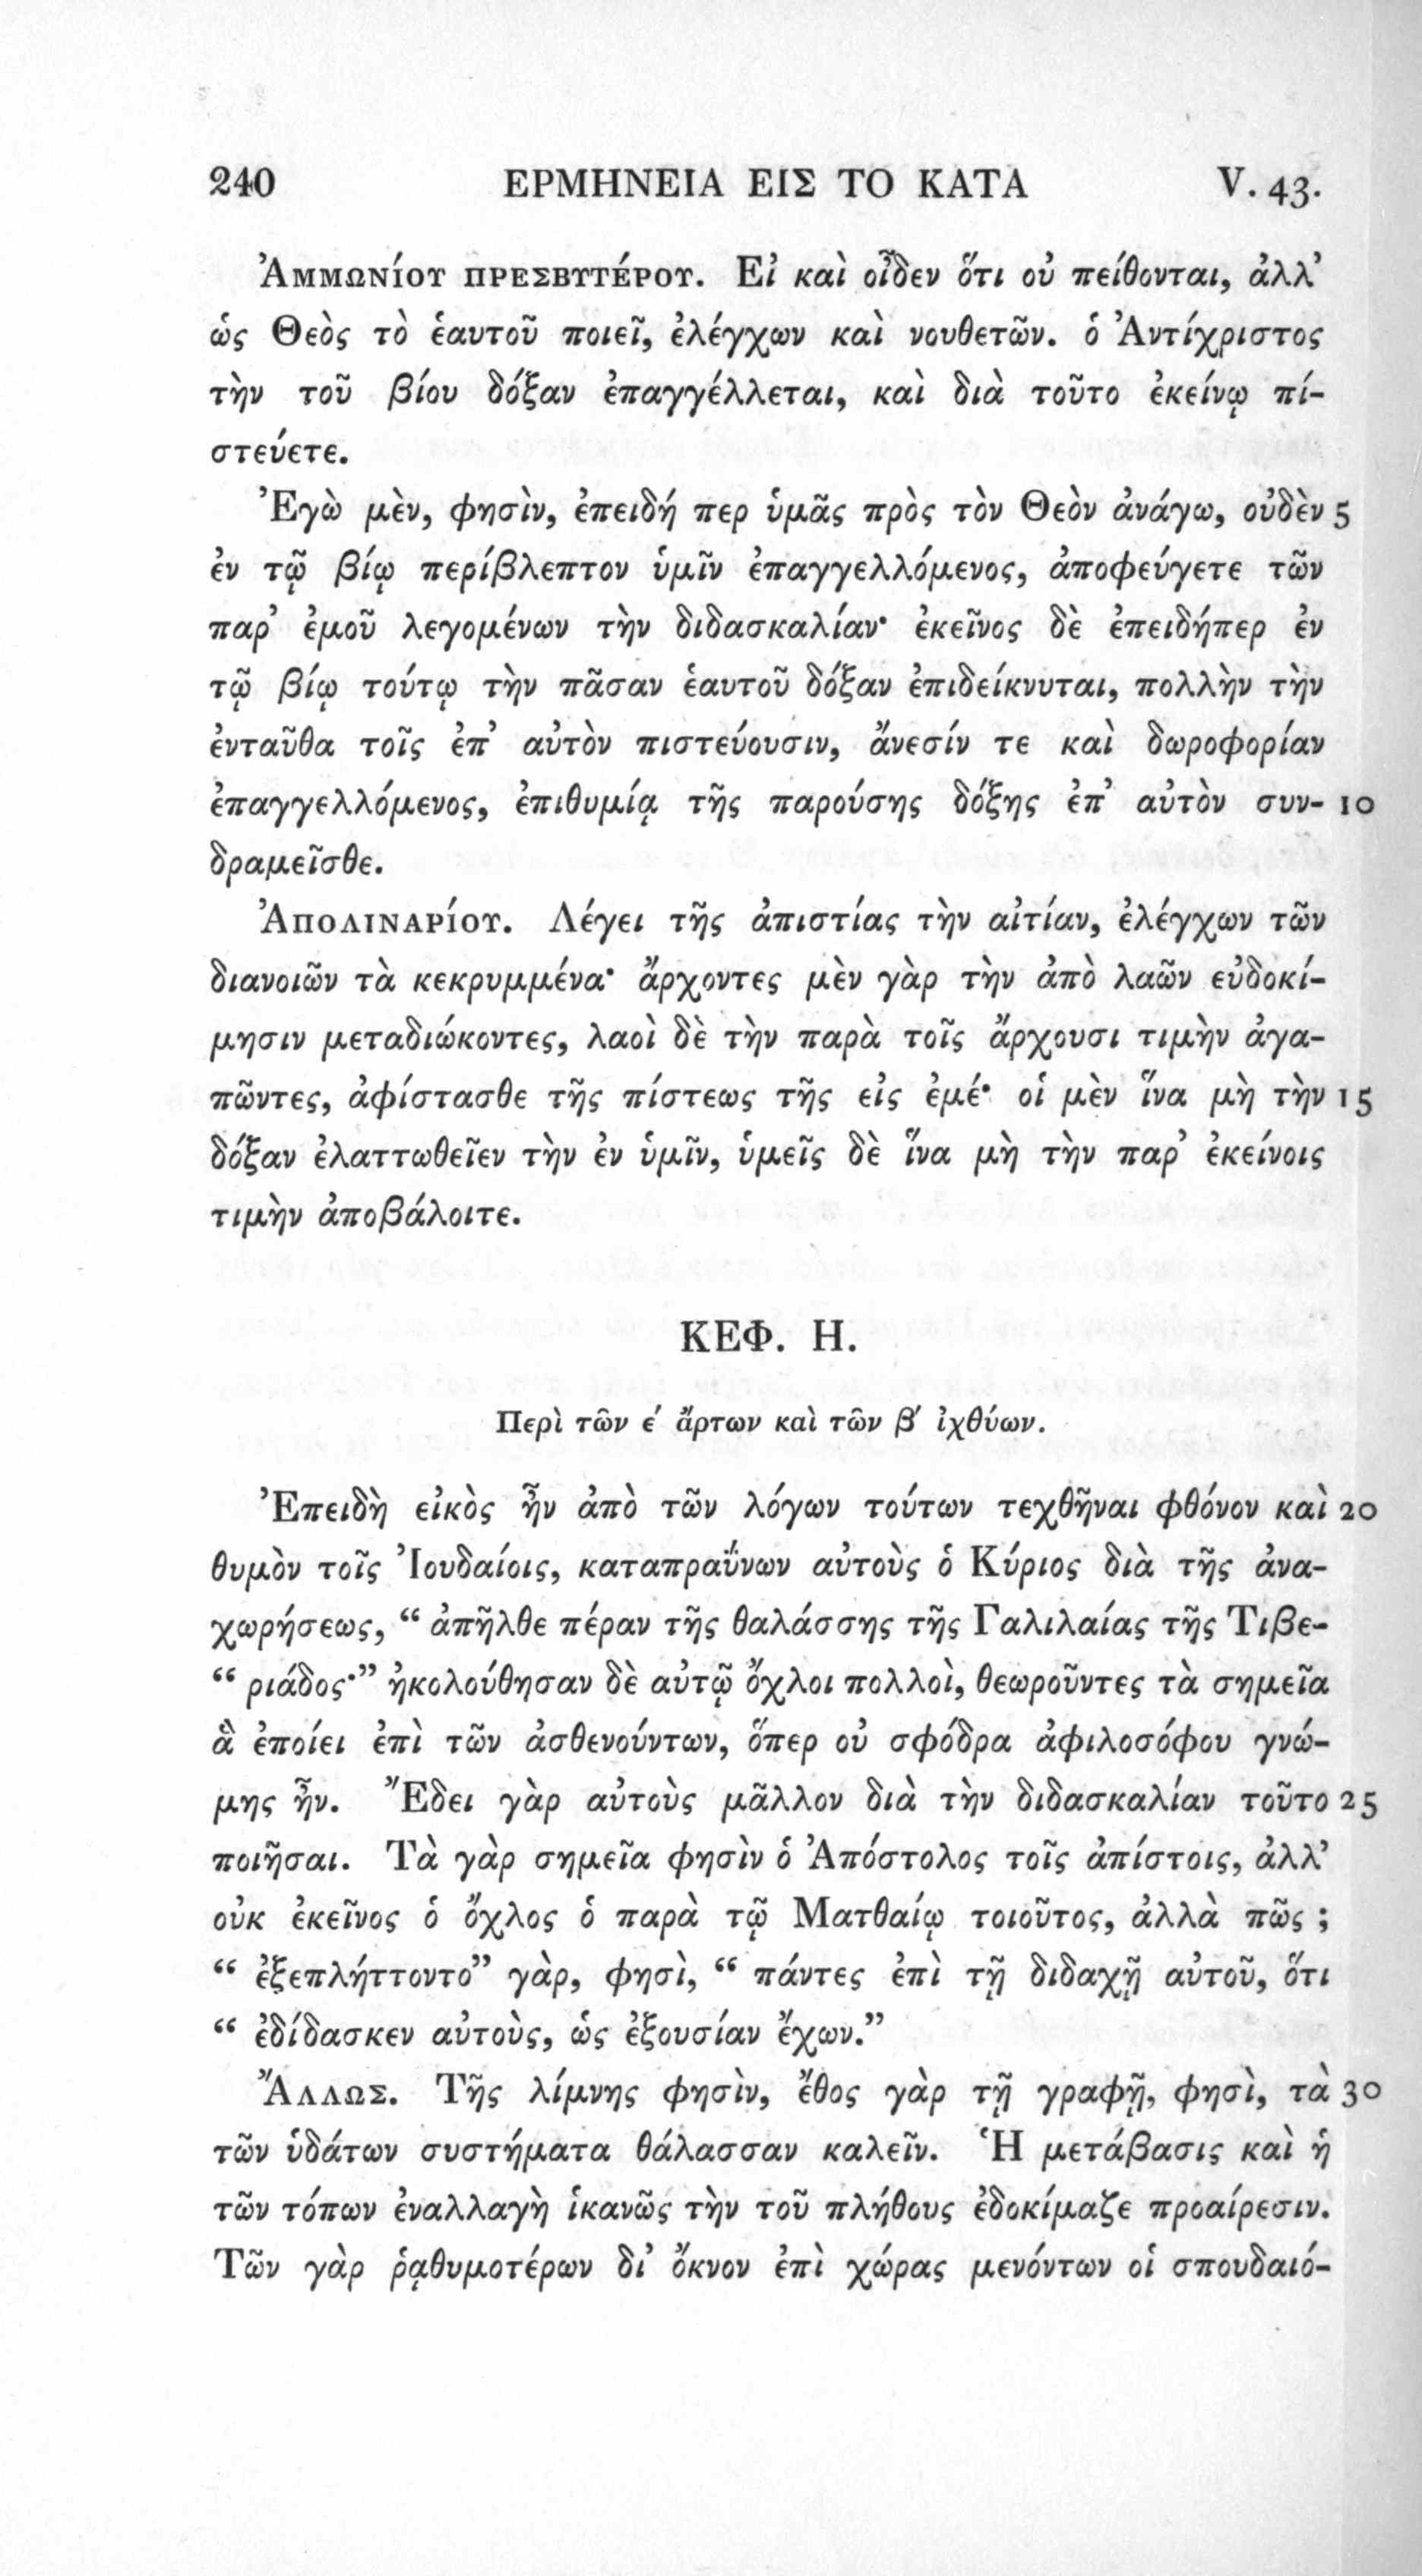 240 ΕΡΜΗΝΕΙΑ ΕΙΣ ΤΟ ΚΑΤΑ V. 43.
Ἀμμωνίου πρεσβυτέρου. Εἰ καὶ οἶδεν ὅτι οὐ πείθονται, ἀλλ’
ὡς Θεὸς τὸ ἑαυτοῦ ποιεῖ, ἐλέγχων καὶ νουθετῶν. ὁ Ἀντίχριστος
τὴν τοῦ βίου δόξαν ἐπαγγέλλεται, καὶ διὰ τοῦτο ἐκείνῳ πί-
στεύετε.
Ἐγὼ μὲν, φησὶν, ἐπειδή περ ὑμᾶς πρὸς τὸν Θεὸν ἀνάγω, οὐδὲν 5
ἐν τῷ βίῳ περίβλεπτον ὑμῖν ἐπαγγελλόμενος, ἀποφεύγετε τῶν
παρ’ ἐμοῦ λεγομένων τὴν διδασκαλίαν· ἐκεῖνος δὲ ἐπειδήπερ ἐν
τῷ βίῳ τούτῳ τὴν πᾶσαν ἑαυτοῦ δόξαν ἐπιδείκνυται, πολλὴν τὴν
ἐνταῦθα τοῖς ἐπ’ αὐτὸν πιστεύουσιν, ἄνεσίν τε καὶ δωροφορίαν
ἐπαγγελλόμενος, ἐπιθυμίᾳ τῆς παρούσης δόξης ἐπ’ αὐτὸν συν- 10
δραμεῖσθε.
Ἀπολιναρίου. Λέγει τῆς ἀπιστίας τὴν αἰτίαν, ἐλέγχων τῶν
διανοιῶν τὰ κεκρυμμένα· ἄρχοντες μὲν γὰρ τὴν ἀπὸ λαῶν εὐδοκί-
μησιν μεταδιώκοντες, λαοὶ δὲ τὴν παρὰ τοῖς ἄρχουσι τιμὴν ἀγα-
πῶντες, ἀφίστασθε τῆς πίστεως τῆς εἰς ἐμέ· οἱ μὲν ἵνα μὴ τὴν 15
δόξαν ἐλαττωθεῖεν τὴν ἐν ὑμῖν, ὑμεῖς δὲ ἵνα μὴ τὴν παρ’ ἐκείνοις
τιμὴν ἀποβάλοιτε.
ΚΕΦ. Η.
Περὶ τῶν ε′ ἄρτων καὶ τῶν β′ ἰχθύων.
Ἐπειδὴ εἰκὸς ἦν ἀπὸ τῶν λόγων τούτων τεχθῆναι φθόνον καὶ 20
θυμὸν τοῖς Ἰουδαίοις, καταπραΰνων αὐτοὺς ὁ Κύριος διὰ τῆς ἀνα-
χωρήσεως, “ ἀπῆλθε πέραν τῆς θαλάσσης τῆς Γαλιλαίας τῆς Τιβε-
“ ριάδος·” ἠκολούθησαν δὲ αὐτῷ ὄχλοι πολλοὶ, θεωροῦντες τὰ σημεῖα
ἃ ἐποίει ἐπὶ τῶν ἀσθενούντων, ὅπερ οὐ σφόδρα ἀφιλοσόφου γνώ-
μης ἦν. Ἔδει γὰρ αὐτοὺς μᾶλλον διὰ τὴν διδασκαλίαν τοῦτο 25
ποιῆσαι. Τὰ γὰρ σημεῖα φησὶν ὁ Ἀπόστολος τοῖς ἀπίστοις, ἀλλ’
οὐκ ἐκεῖνος ὁ ὄχλος ὁ παρὰ τῷ Ματθαίῳ τοιοῦτος, ἀλλὰ πῶς ;
“ ἐξεπλήττοντο” γὰρ, φησὶ, “ πάντες ἐπὶ τῇ διδαχῇ αὐτοῦ, ὅτι
“ ἐδίδασκεν αὐτοὺς, ὡς ἐξουσίαν ἔχων.”
Ἄλλως. Τῆς λίμνης φησὶν, ἔθος γὰρ τῇ γραφῇ, φησὶ, τὰ 30
τῶν ὑδάτων συστήματα θάλασσαν καλεῖν. Ἡ μετάβασις καὶ ἡ
τῶν τόπων ἐναλλαγὴ ἱκανῶς τὴν τοῦ πλήθους ἐδοκίμαζε προαίρεσιν.
Τῶν γὰρ ῥᾳθυμοτέρων δι’ ὄκνον ἐπὶ χώρας μενόντων οἱ σπουδαιό-